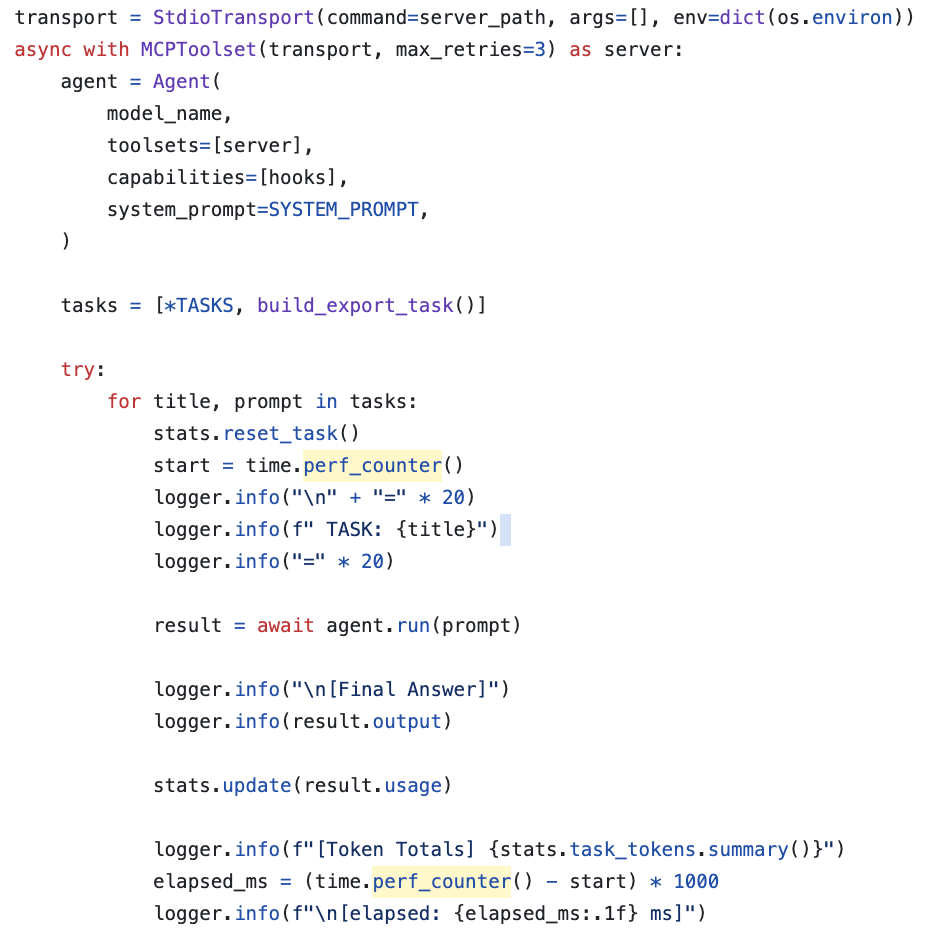 transport = StdioTransport(command=server_path, args=[], env=dict(os.environ))
async with MCPToolset(transport, max_retries=3) as server:
    agent = Agent(
        model_name,
        toolsets=[server],
        capabilities=[hooks],
        system_prompt=SYSTEM_PROMPT,
    )

    tasks = [*TASKS, build_export_task()]

    try:
        for title, prompt in tasks:
            stats.reset_task()
            start = time.perf_counter()
            logger.info("\n" + "=" * 20)
            logger.info(f" TASK: {title}")
            logger.info("=" * 20)

            result = await agent.run(prompt)

            logger.info("\n[Final Answer]")
            logger.info(result.output)

            stats.update(result.usage)

            logger.info(f"[Token Totals] {stats.task_tokens.summary()}")
            elapsed_ms = (time.perf_counter() - start) * 1000
            logger.info(f"\n[elapsed: {elapsed_ms:.1f} ms]")